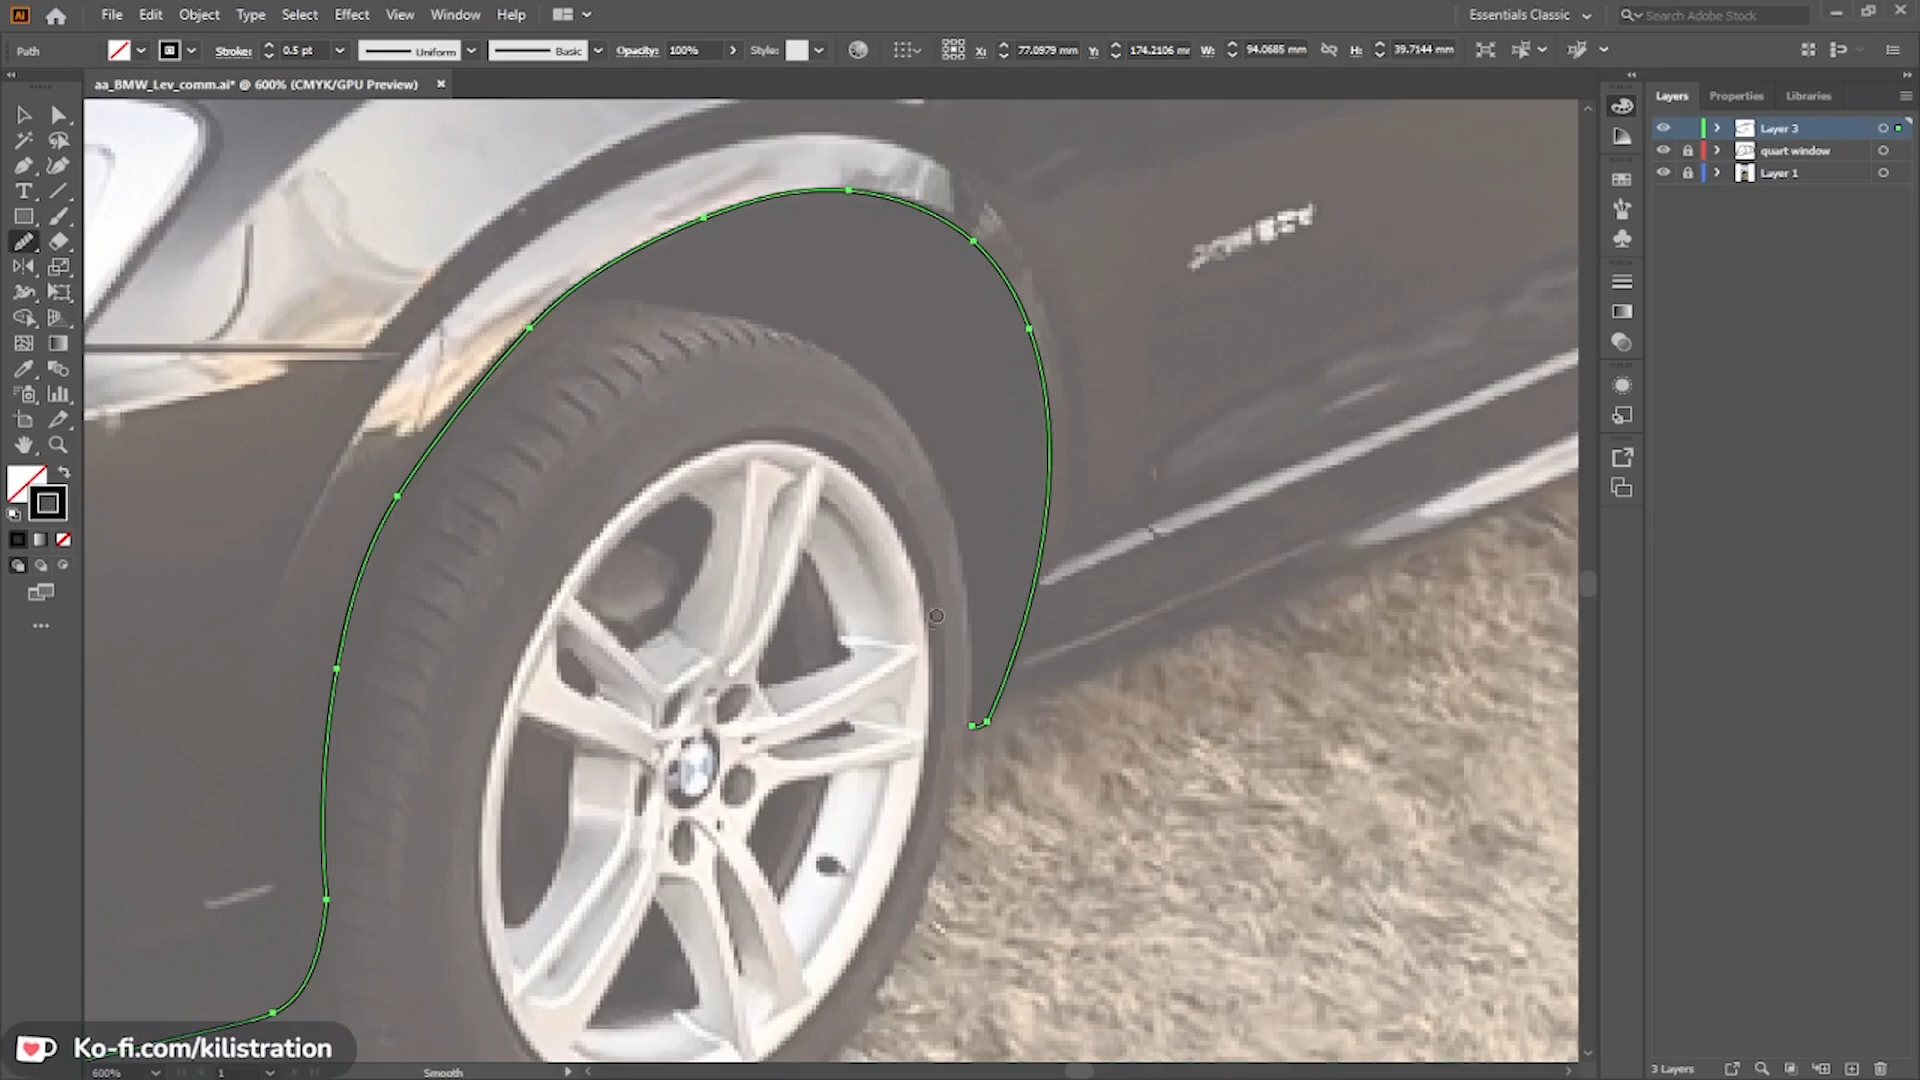 Ai File Edit Object Type Select Effect View Window Help Essentials Classic Search Adobe Stock
Path Stroke: 0.5 pt Uniform Basic Opacity: 100% Style: X: 77.0979 mm Y: 174.2106 mr W: 94.0685 mm H: 39.7144 mm
aa_BMW_Lev_comm.ai* @ 600% (CMYK/GPU Preview)
Layers Properties Libraries
Layer 3
quart window
Layer 1
Ko-fi.com/kilistration
600% 1 Smooth
3 Layers